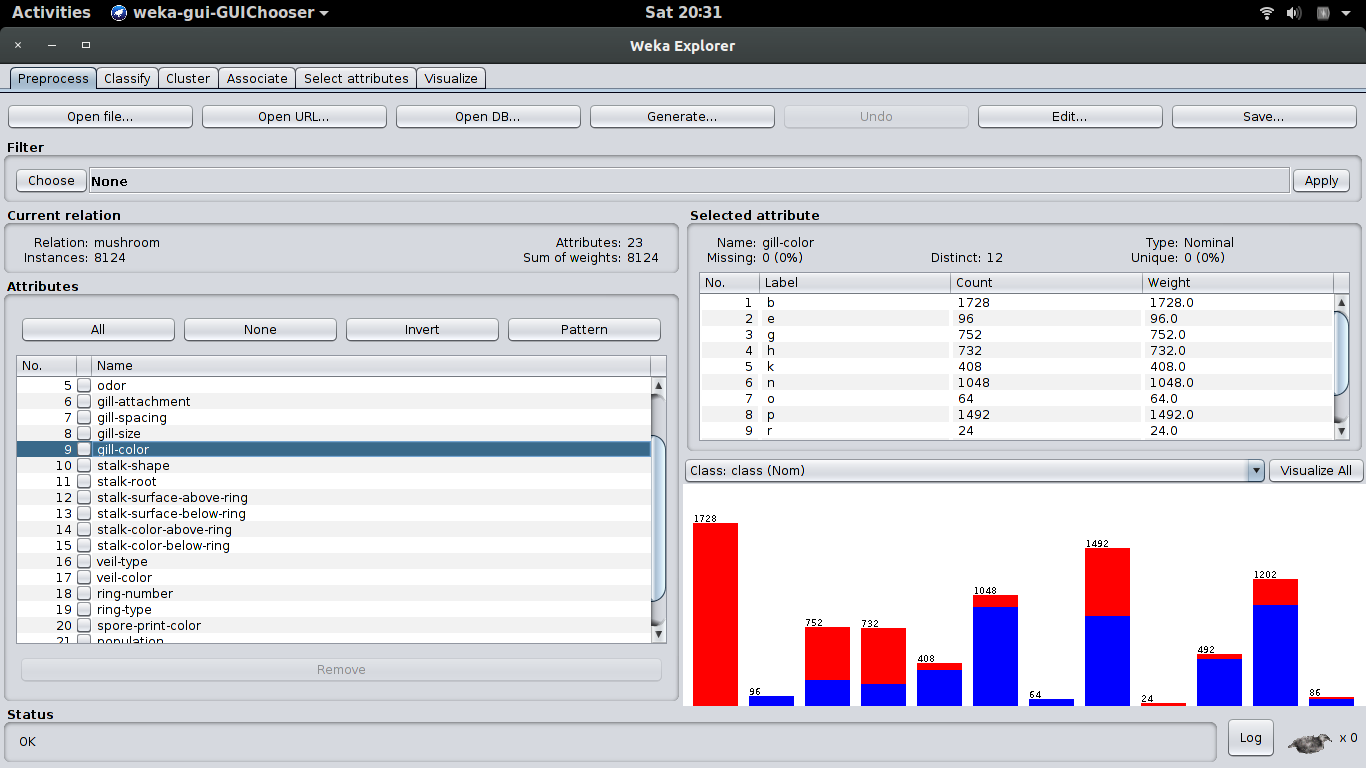 Activities weka-gui-GUIChooser Sat 20:31
Weka Explorer
Preprocess Classify Cluster Associate Select attributes Visualize
Open file... Open URL... Open DB... Generate... Undo Edit... Save...
Filter
Choose None Apply
Current relation
Relation: mushroom Attributes: 23
Instances: 8124 Sum of weights: 8124
Attributes
All None Invert Pattern
No. Name
5 odor
6 gill-attachment
7 gill-spacing
8 gill-size
9 gill-color
10 stalk-shape
11 stalk-root
12 stalk-surface-above-ring
13 stalk-surface-below-ring
14 stalk-color-above-ring
15 stalk-color-below-ring
16 veil-type
17 veil-color
18 ring-number
19 ring-type
20 spore-print-color
21 population
Remove
Selected attribute
Name: gill-color Type: Nominal
Missing: 0 (0%) Distinct: 12 Unique: 0 (0%)
No. Label Count Weight
1 b 1728 1728.0
2 e 96 96.0
3 g 752 752.0
4 h 732 732.0
5 k 408 408.0
6 n 1048 1048.0
7 o 64 64.0
8 p 1492 1492.0
9 r 24 24.0
Class: class (Nom) Visualize All
1728 96 752 732 408 1048 64 1492 24 492 1202 86
Status
OK Log x 0